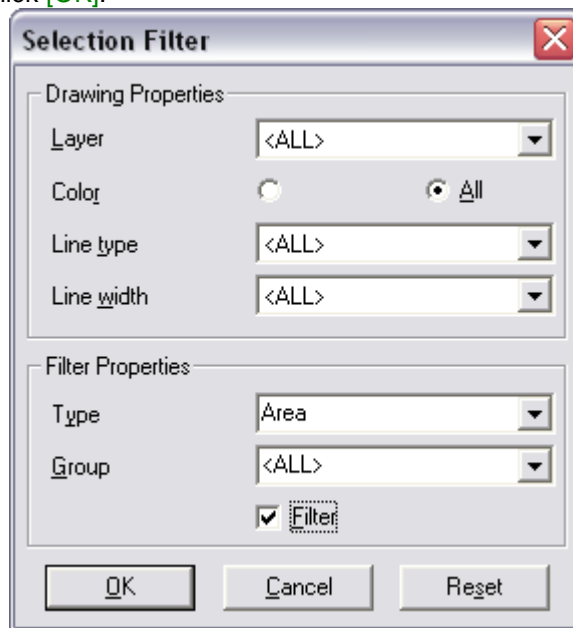 [OK].
Selection Filter
Drawing Properties
Layer <ALL>
Color All
Line type <ALL>
Line width <ALL>
Filter Properties
Type Area
Group <ALL>
Filter
OK Cancel Reset